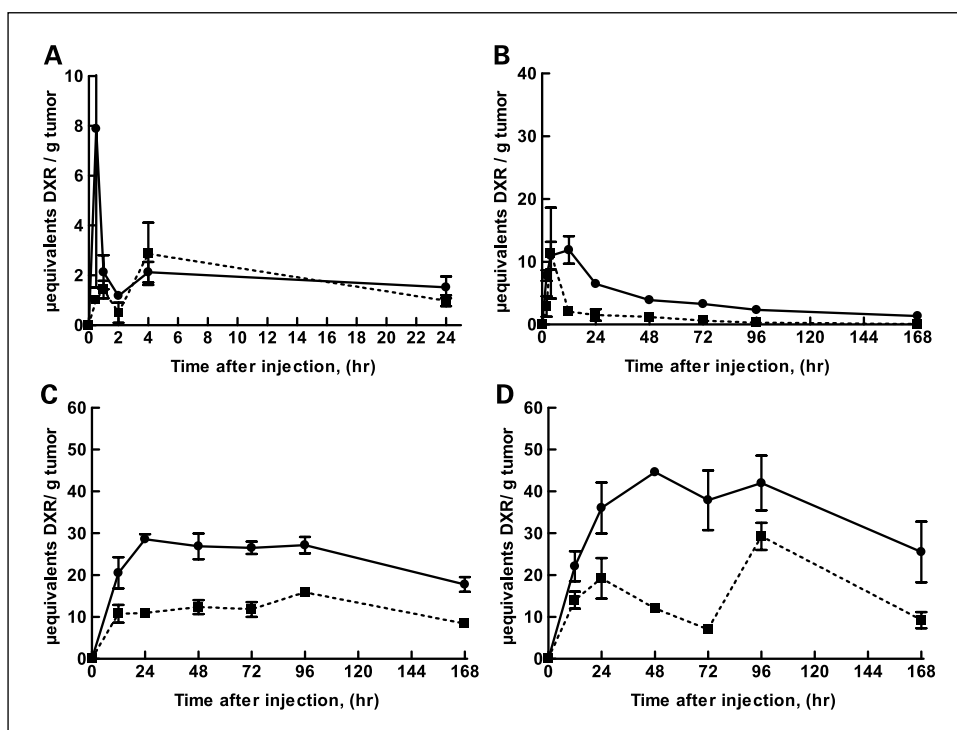 A
µequivalents DXR / g tumor
10
8
6
4
2
0
0 2 4 6 8 10 12 14 16 18 20 22 24
Time after injection, (hr)
B
µequivalents DXR / g tumor
40
30
20
10
0
0 24 48 72 96 120 144 168
Time after injection, (hr)
C
µequivalents DXR/ g tumor
60
50
40
30
20
10
0
0 24 48 72 96 120 144 168
Time after injection, (hr)
D
µequivalents DXR/ g tumor
60
50
40
30
20
10
0
0 24 48 72 96 120 144 168
Time after injection, (hr)